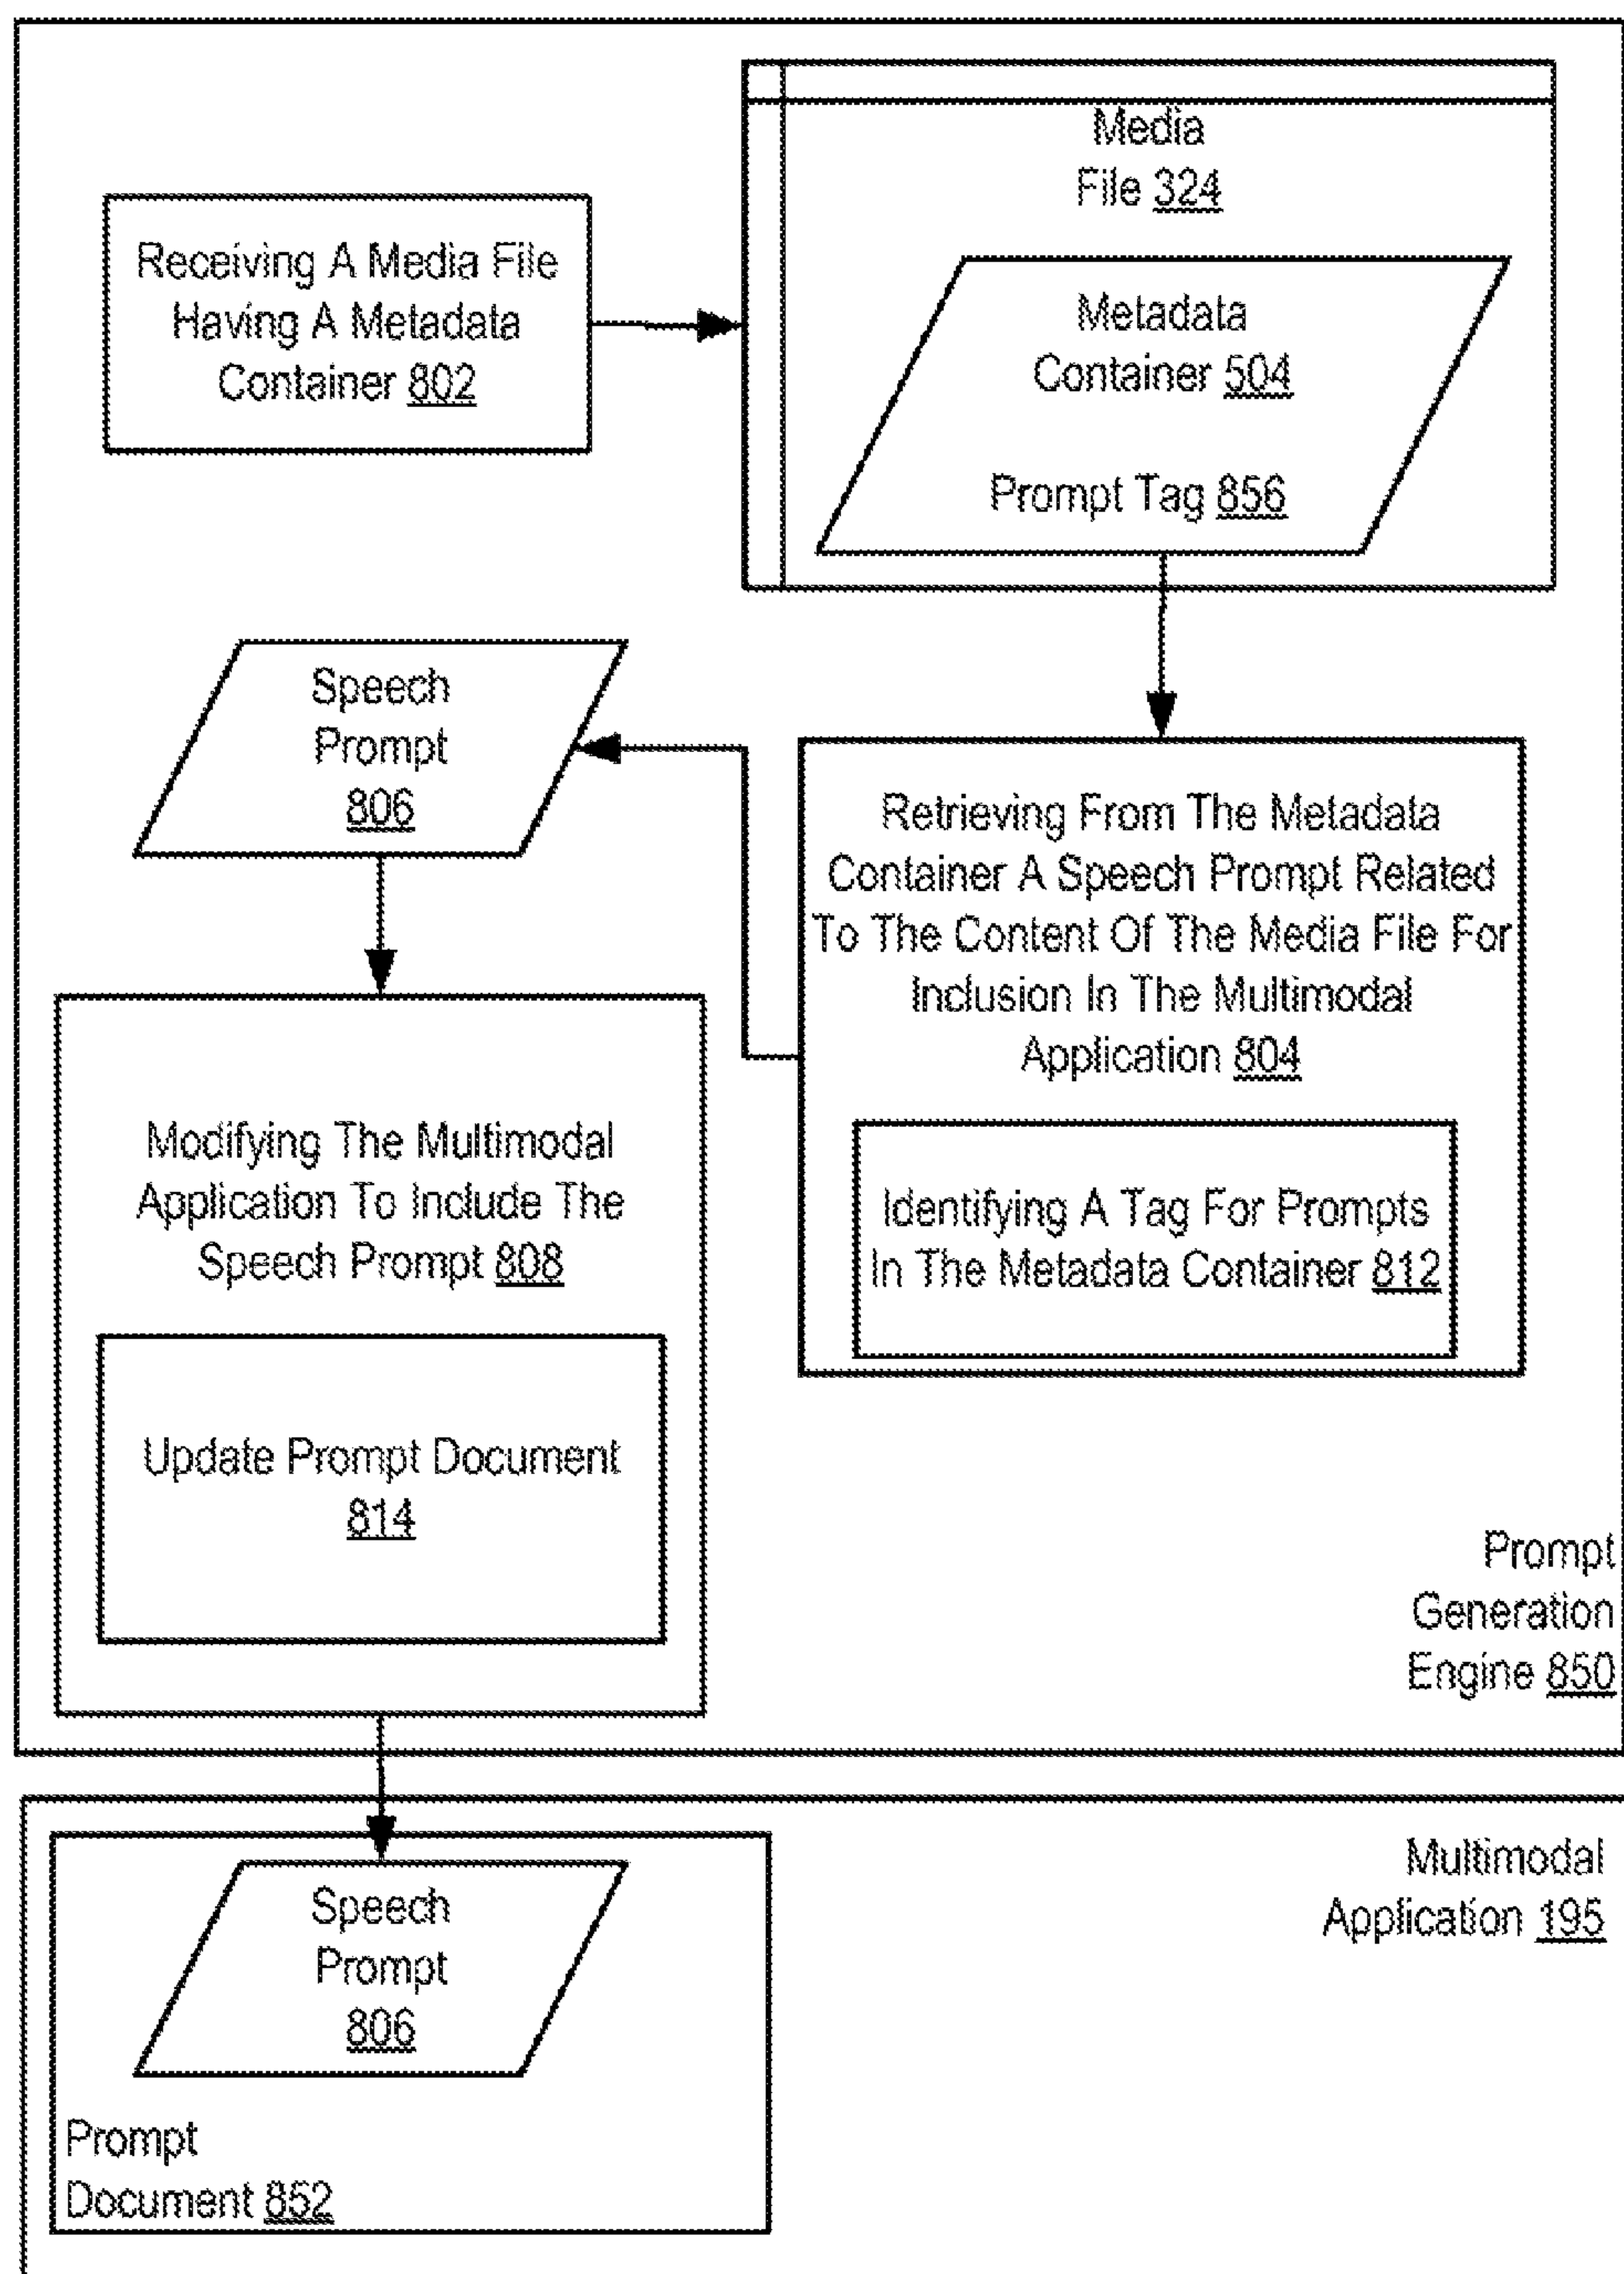 Receiving A Media File
Having A Metadata
Container 802
Media
File 324
Metadata
Container 504
Prompt Tag 856
Speech
Prompt
806
Retrieving From The Metadata
Container A Speech Prompt Related
To The Content Of The Media File For
Inclusion In The Multimodal
Application 804
Identifying A Tag For Prompts
In The Metadata Container 812
Modifying The Multimodal
Application To Include The
Speech Prompt 808
Update Prompt Document
814
Prompt
Generation
Engine 850
Multimodal
Application 195
Speech
Prompt
806
Prompt
Document 852